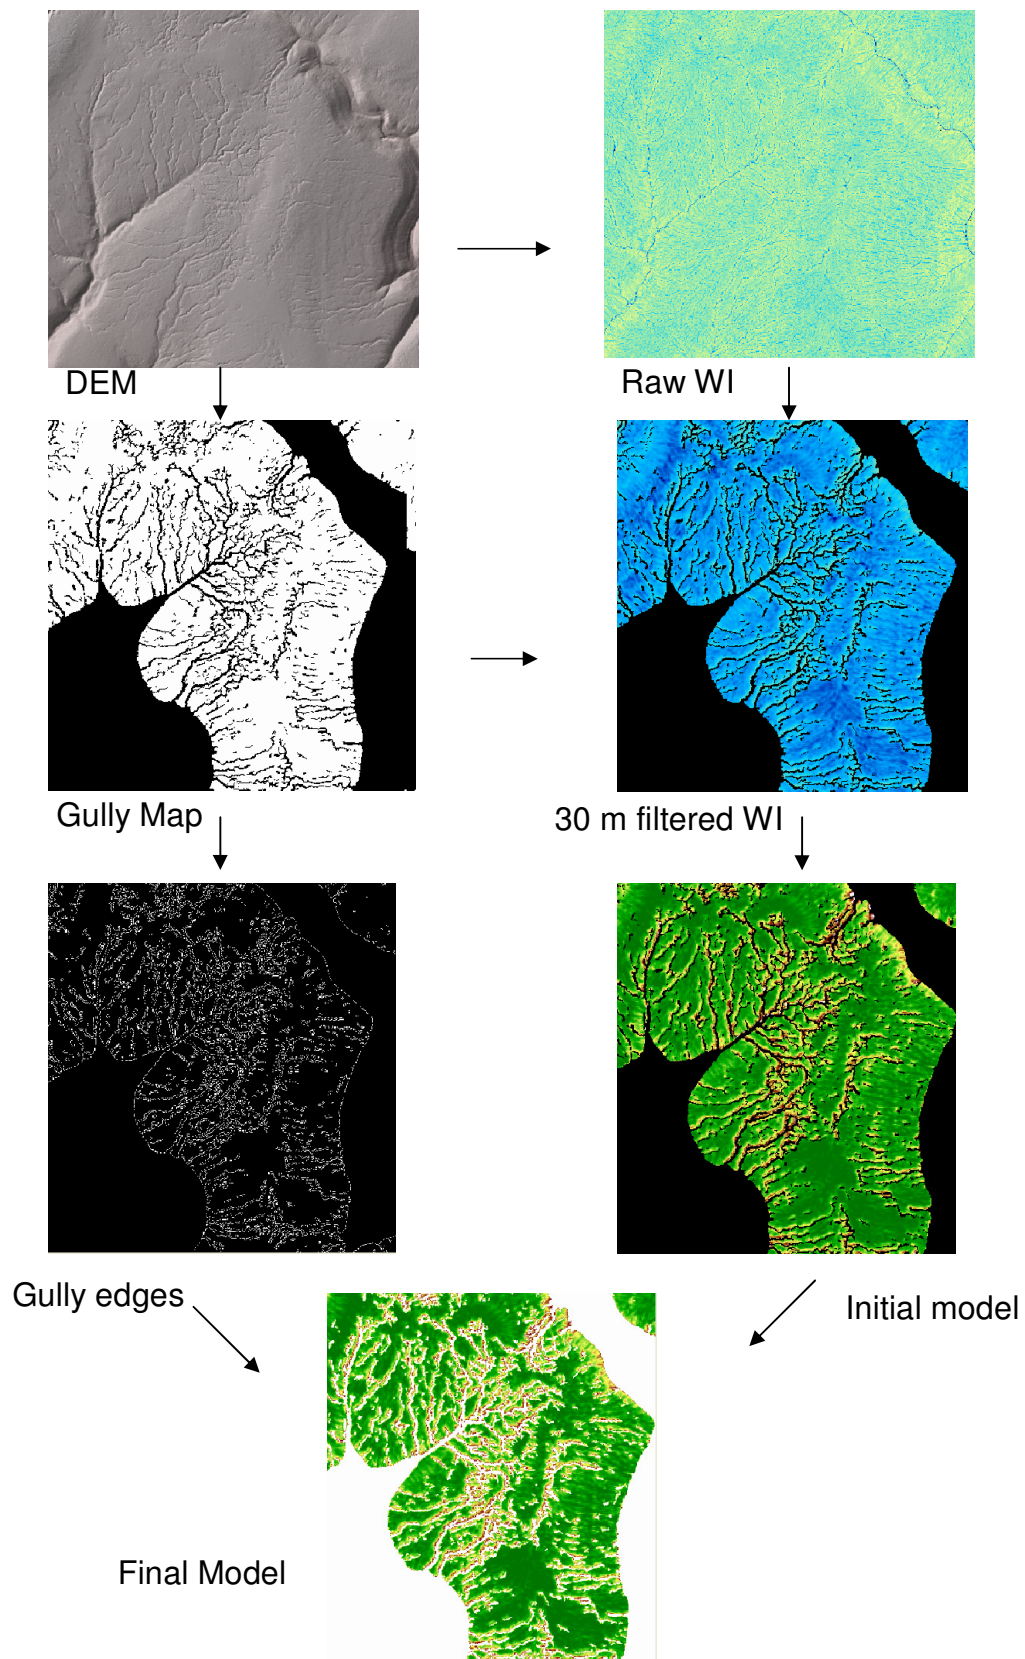 DEM
Raw WI
Gully Map
30 m filtered WI
Gully edges
Initial model
Final Model